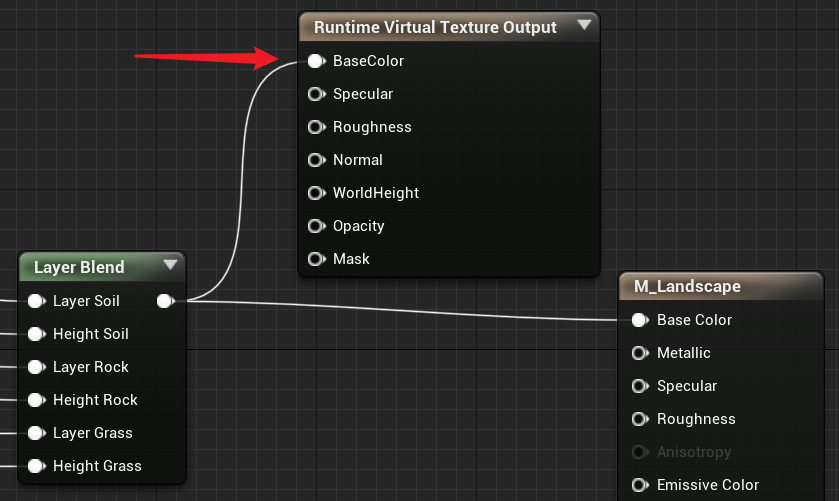 Runtime Virtual Texture Output
BaseColor
Specular
Roughness
Normal
WorldHeight
Opacity
Mask
Layer Blend
Layer Soil
Height Soil
Layer Rock
Height Rock
Layer Grass
Height Grass
M_Landscape
Base Color
Metallic
Specular
Roughness
Anisotropy
Emissive Color